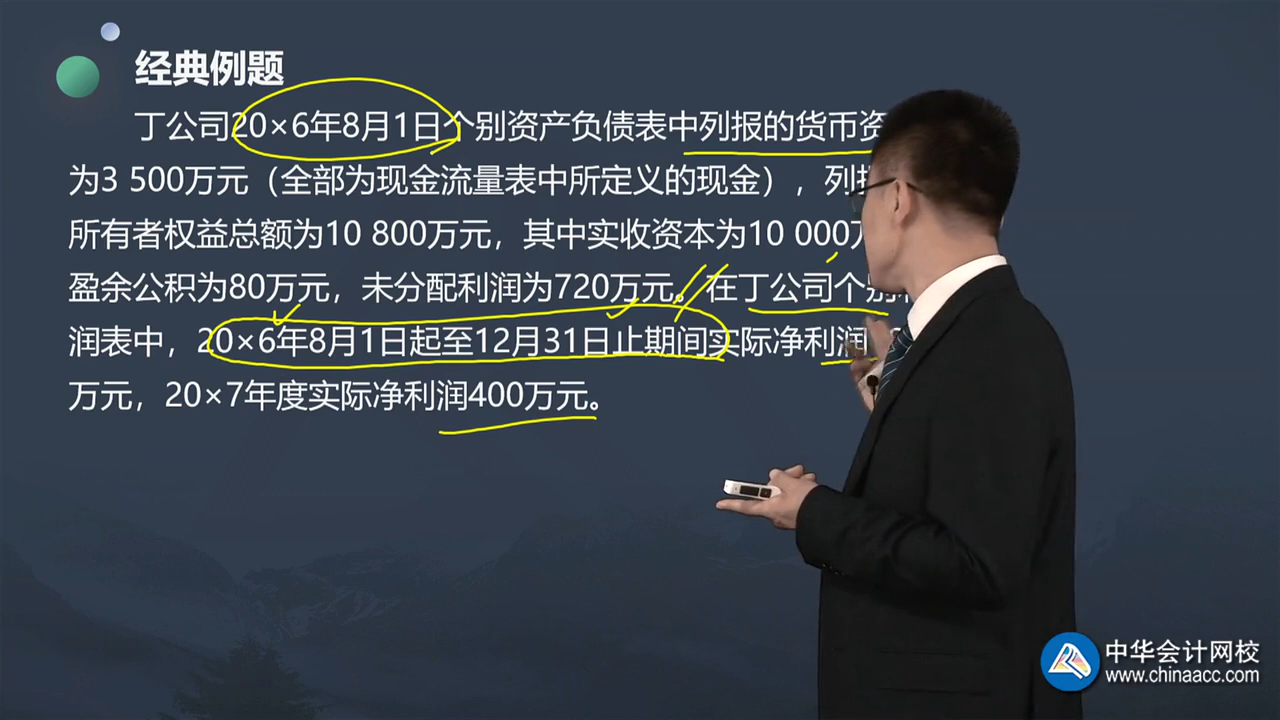 经典例题
丁公司20×6年8月1日个别资产负债表中列报的货币资
为3 500万元（全部为现金流量表中所定义的现金），列
所有者权益总额为10 800万元，其中实收资本为10 000
盈余公积为80万元，未分配利润为720万元。在丁公司个别
润表中，20×6年8月1日起至12月31日止期间实际净利润
万元，20×7年度实际净利润400万元。
中华会计网校
www.chinaacc.com